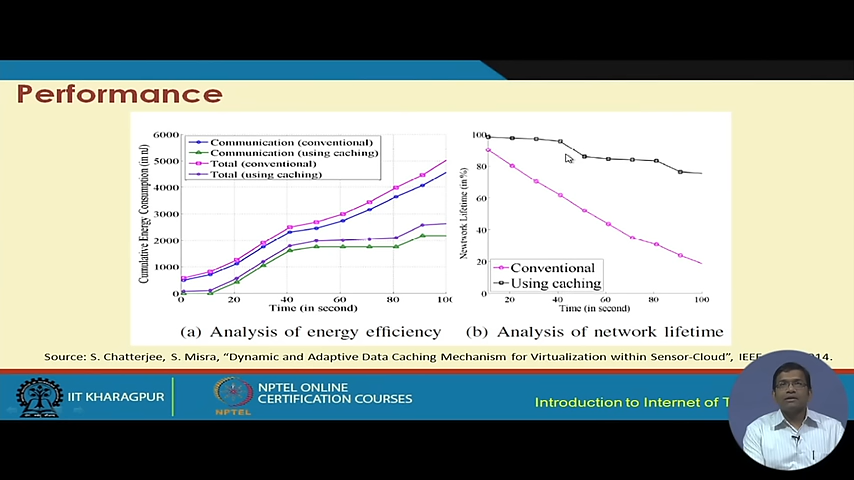 Performance
6000
5000
4000
3000
2000
1000
0
Cumulative Energy Consumption (in nJ)
Communication (conventional)
Communication (using caching)
Total (conventional)
Total (using caching)
0 20 40 60 80 100
Time (in second)
(a) Analysis of energy efficiency
100
80
60
40
20
0
Newtwork Lifetime (in %)
Conventional
Using caching
20 40 60 80 100
Time (in second)
(b) Analysis of network lifetime
Source: S. Chatterjee, S. Misra, "Dynamic and Adaptive Data Caching Mechanism for Virtualization within Sensor-Cloud", IEEE 14.
IIT KHARAGPUR
NPTEL
NPTEL ONLINE
CERTIFICATION COURSES
Introduction to Internet of T